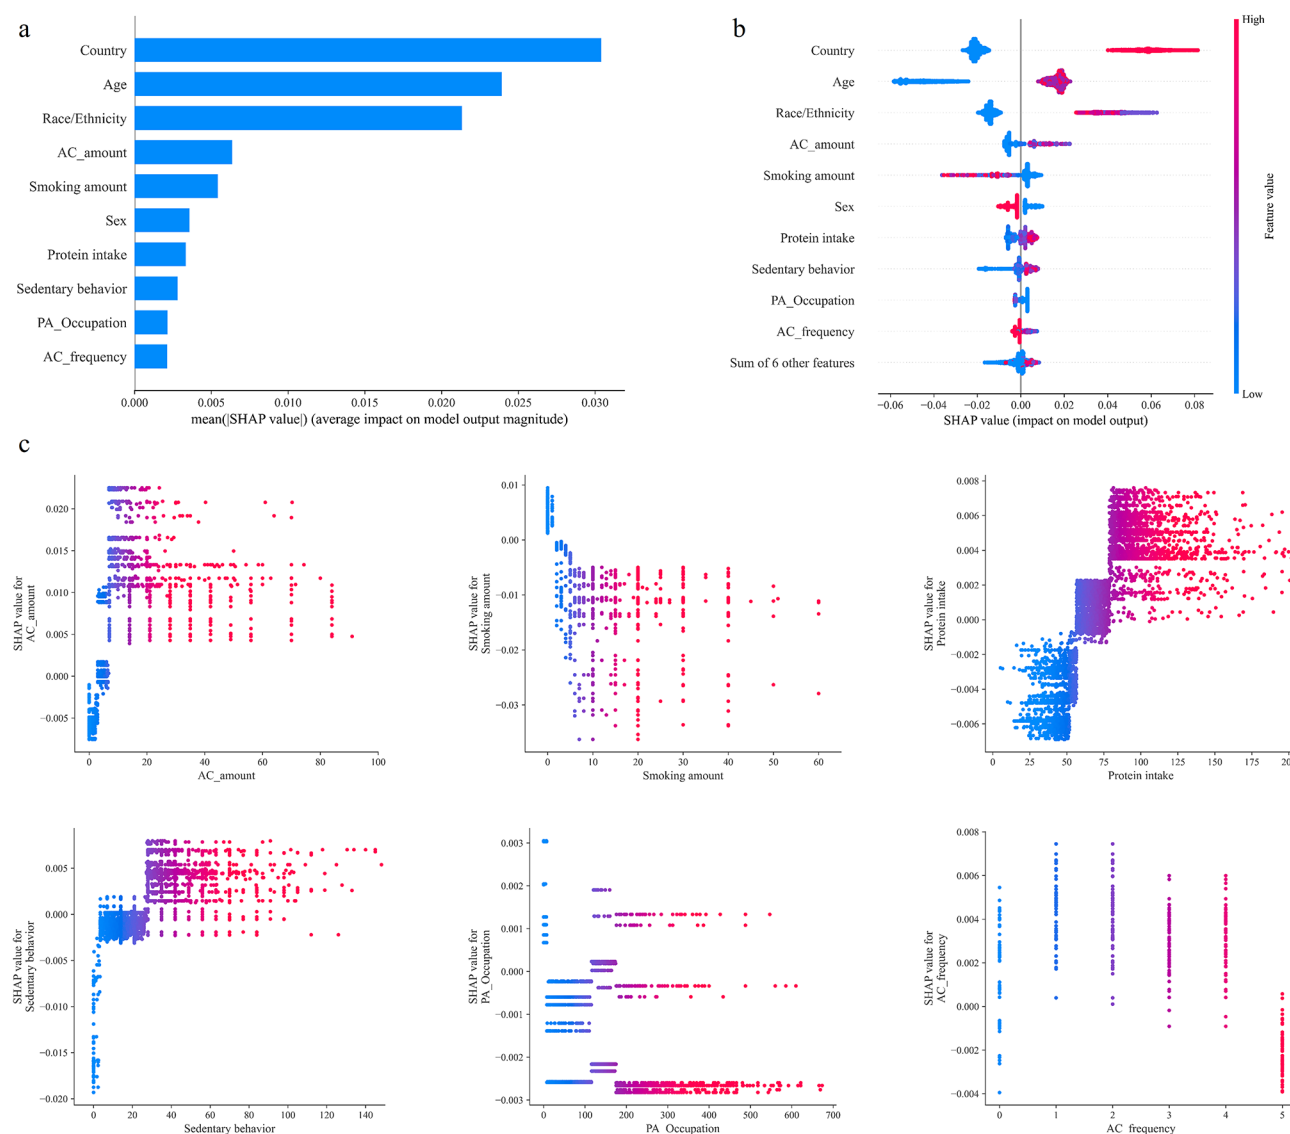 a
Country
Age
Race/Ethnicity
AC_amount
Smoking amount
Sex
Protein intake
Sedentary behavior
PA_Occupation
AC_frequency
0.000 0.005 0.010 0.015 0.020 0.025 0.030
mean(|SHAP value|) (average impact on model output magnitude)
b
High
Country
Age
Race/Ethnicity
AC_amount
Smoking amount
Sex
Protein intake
Sedentary behavior
PA_Occupation
AC_frequency
Sum of 6 other features
Feature value
Low
−0.06 −0.04 −0.02 0.00 0.02 0.04 0.06 0.08
SHAP value (impact on model output)
c
SHAP value for
AC_amount
0.020
0.015
0.010
0.005
0.000
−0.005
0 20 40 60 80 100
AC_amount
SHAP value for
Smoking amount
0.01
0.00
−0.01
−0.02
−0.03
0 10 20 30 40 50 60
Smoking amount
SHAP value for
Protein intake
0.008
0.006
0.004
0.002
0.000
−0.002
−0.004
−0.006
0 25 50 75 100 125 150 175 200
Protein intake
SHAP value for
Sedentary behavior
0.005
0.000
−0.005
−0.010
−0.015
−0.020
0 20 40 60 80 100 120 140
Sedentary behavior
SHAP value for
PA_Occupation
0.003
0.002
0.001
0.000
−0.001
−0.002
−0.003
0 100 200 300 400 500 600 700
PA_Occupation
SHAP value for
AC_frequency
0.008
0.006
0.004
0.002
0.000
−0.002
−0.004
0 1 2 3 4 5
AC_frequency